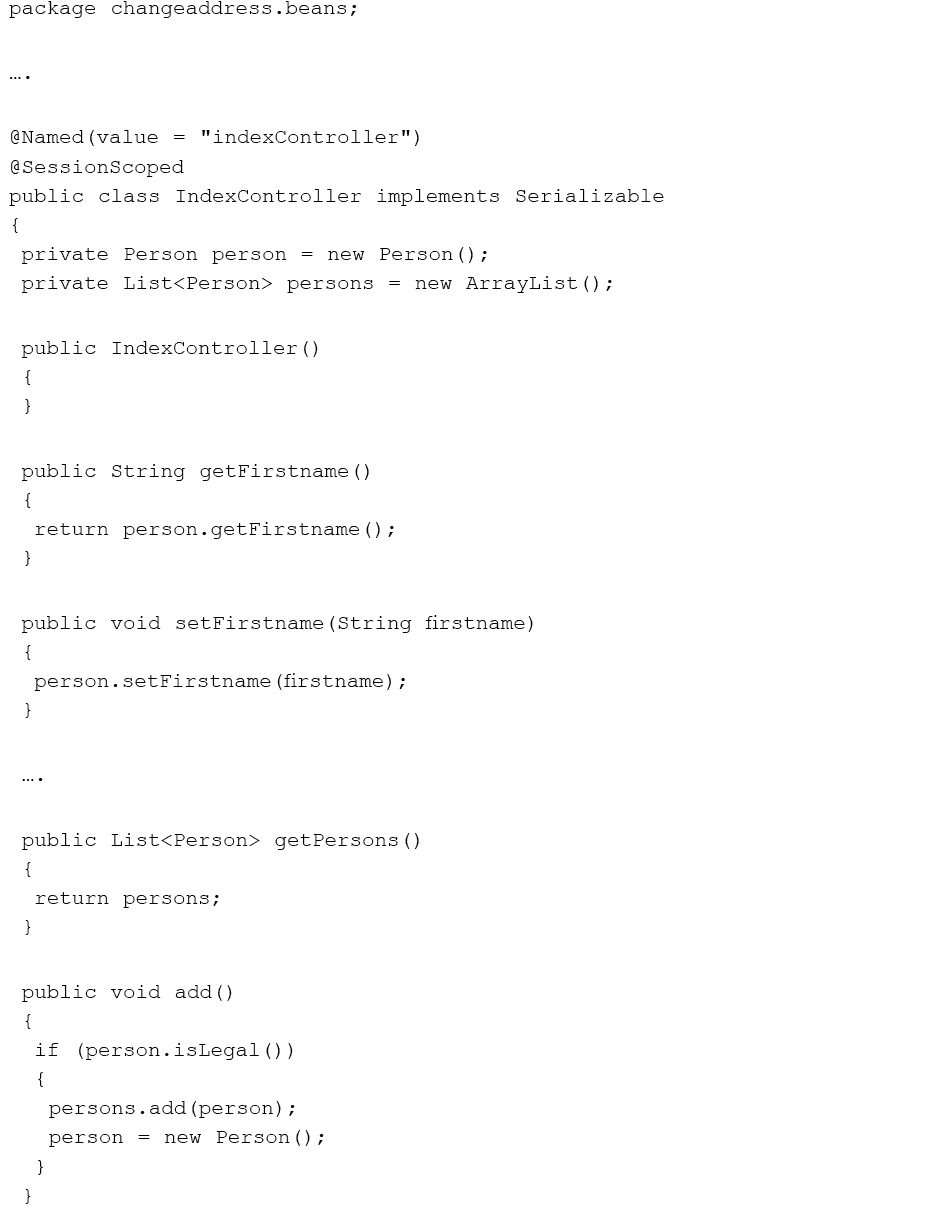 package changeaddress.beans;
….
@Named(value = "indexController")
@SessionScoped
public class IndexController implements Serializable
{
private Person person = new Person();
private List<Person> persons = new ArrayList();
public IndexController()
{
}
public String getFirstname()
{
return person.getFirstname();
}
public void setFirstname(String firstname)
{
person.setFirstname(firstname);
}
….
public List<Person> getPersons()
{
return persons;
}
public void add()
{
if (person.isLegal())
{
persons.add(person);
person = new Person();
}
}